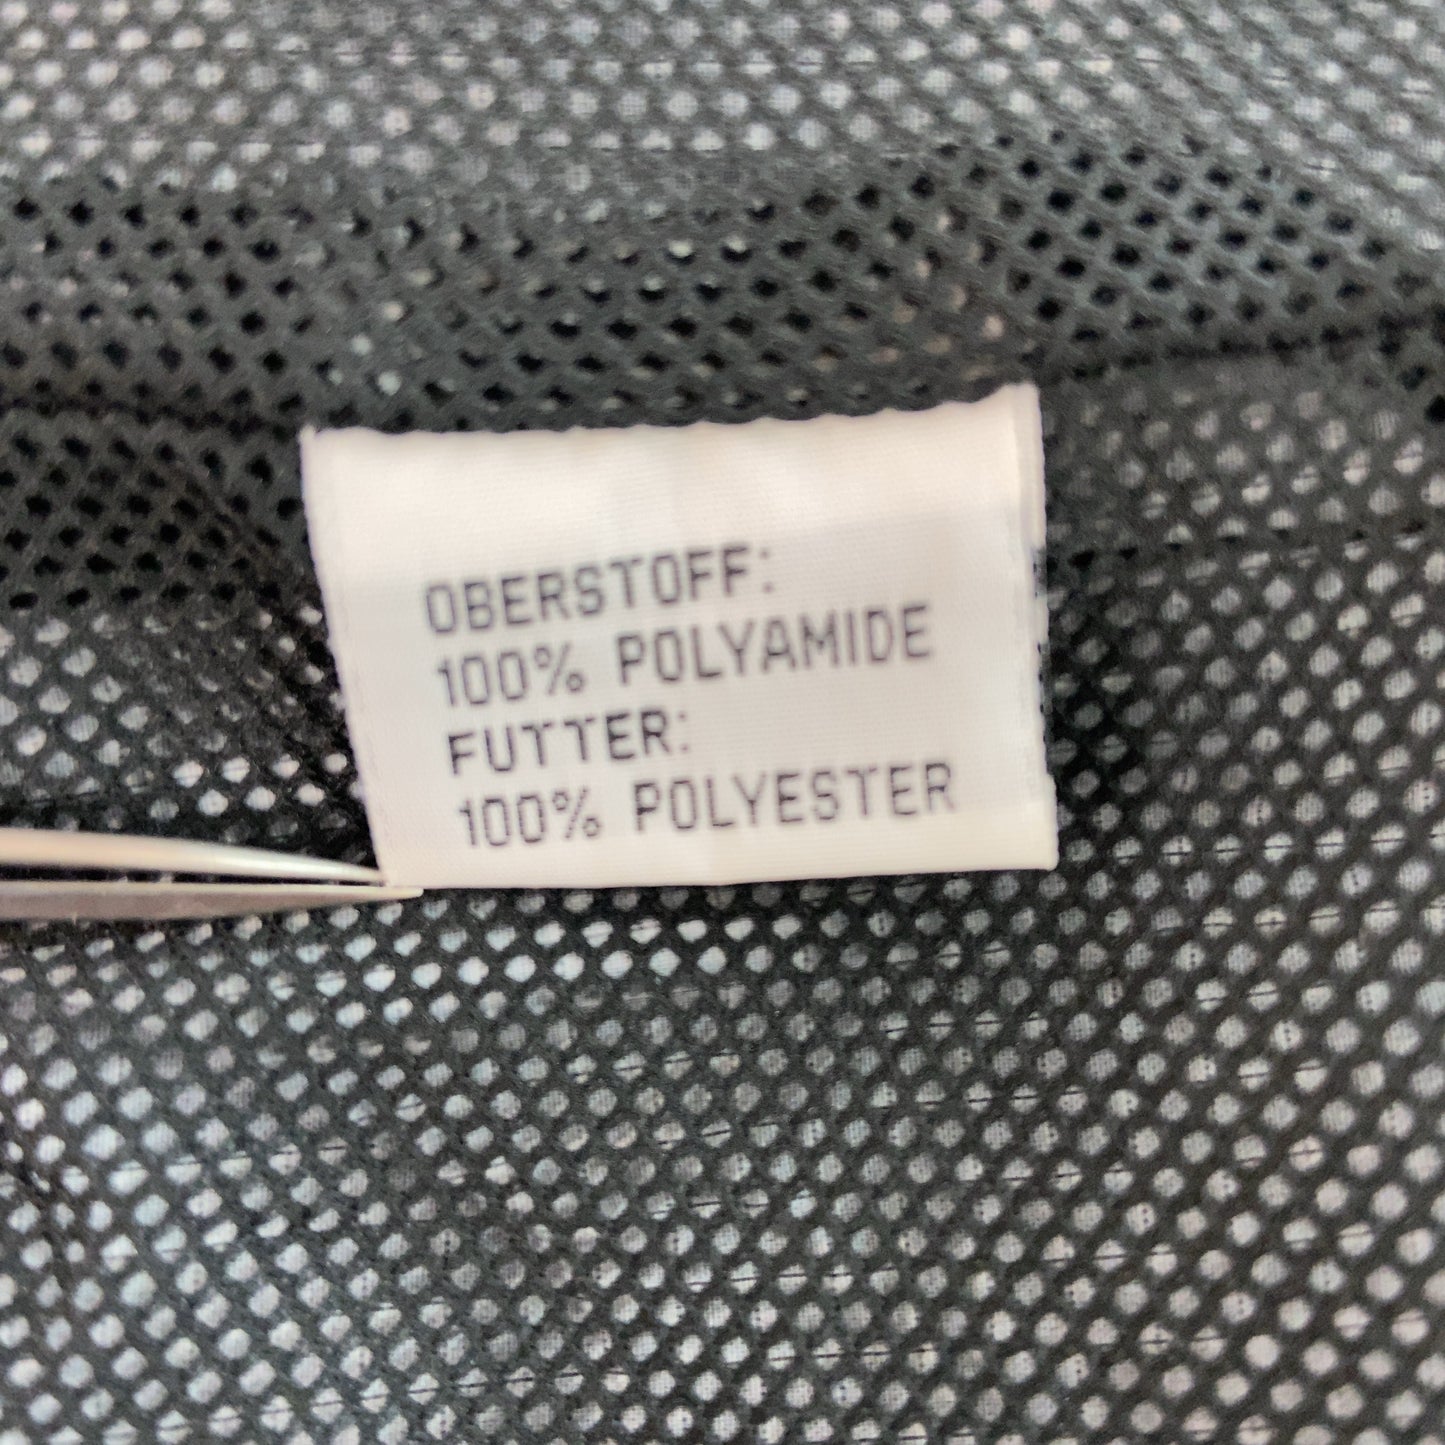 OBERSTOFF:
100% POLYAMIDE
FUTTER:
100% POLYESTER